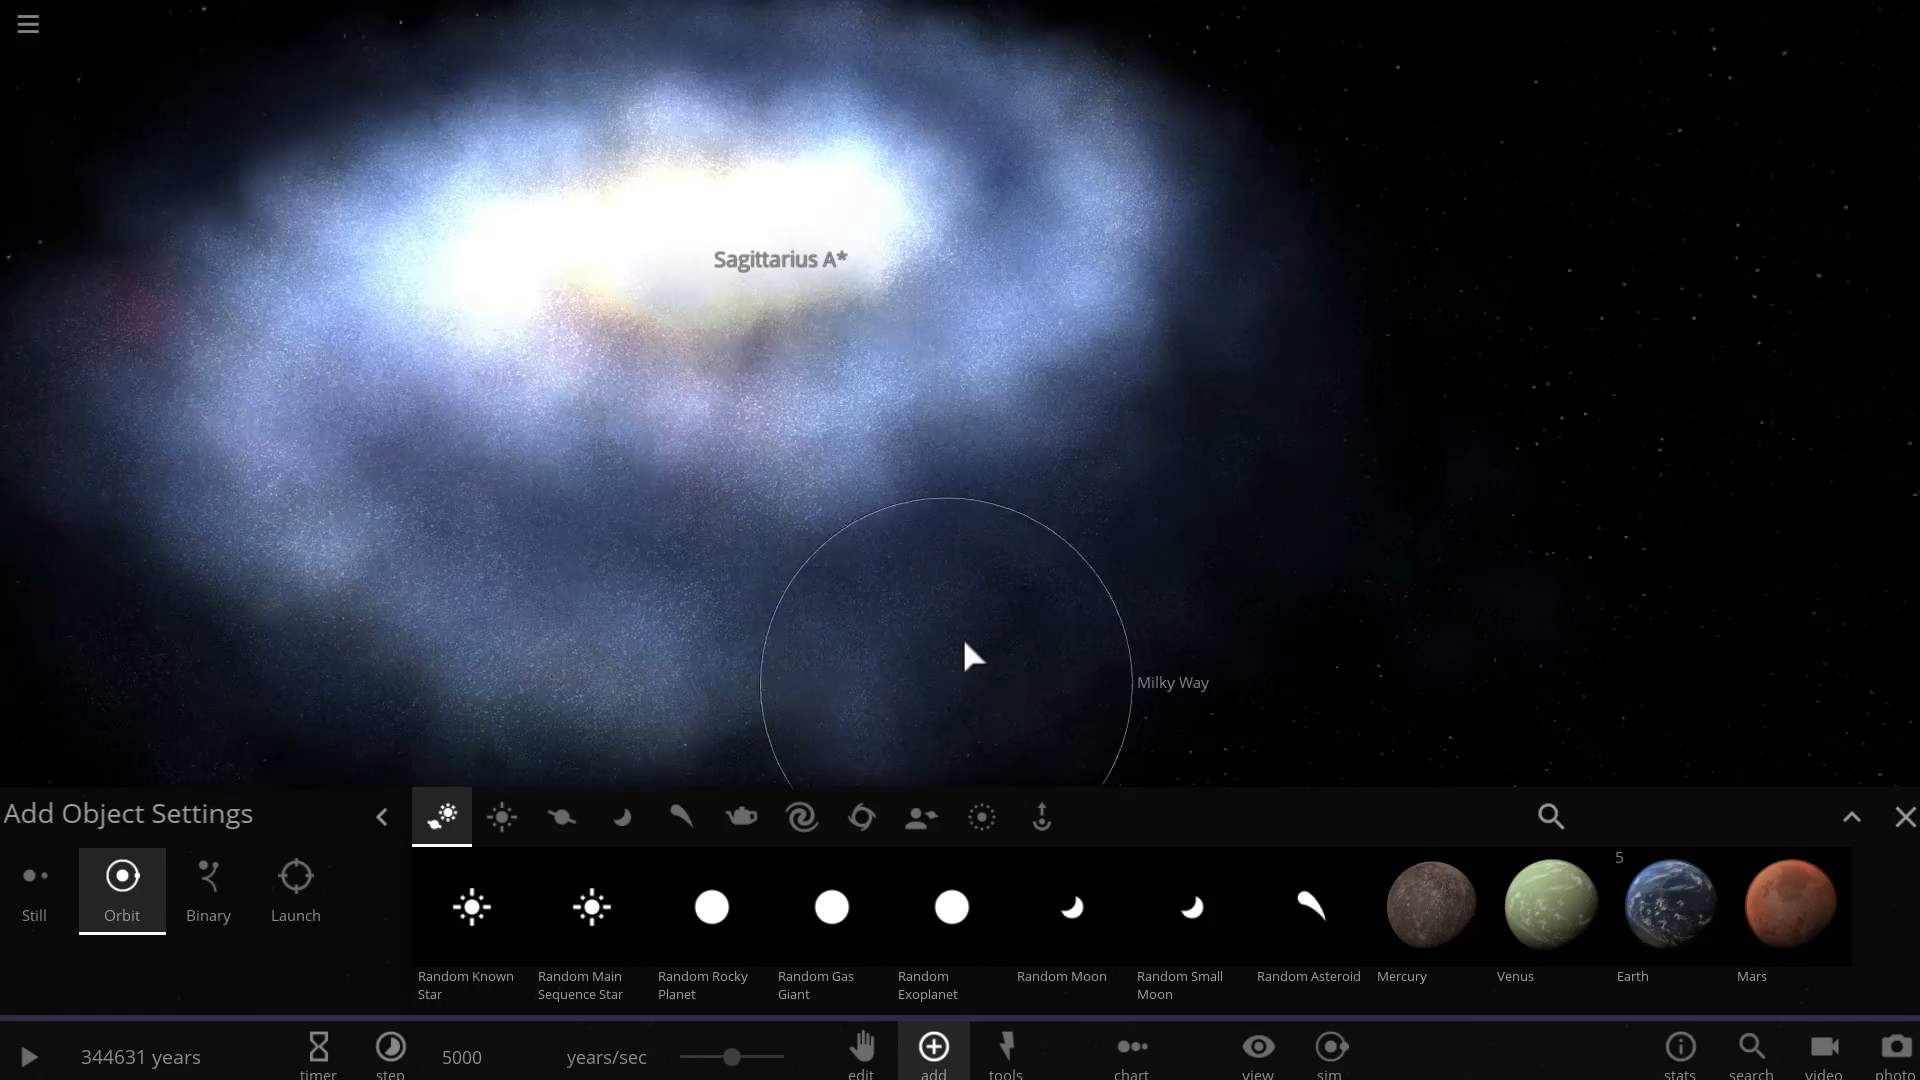 Sagittarius A*
Milky Way
Add Object Settings
Still
Orbit
Binary
Launch
5
Random Known
Star
Random Main
Sequence Star
Random Rocky
Planet
Random Gas
Giant
Random
Exoplanet
Random Moon
Random Small
Moon
Random Asteroid
Mercury
Venus
Earth
Mars
344631 years
timer
step
5000
years/sec
edit
add
tools
chart
view
sim
stats
search
video
photo